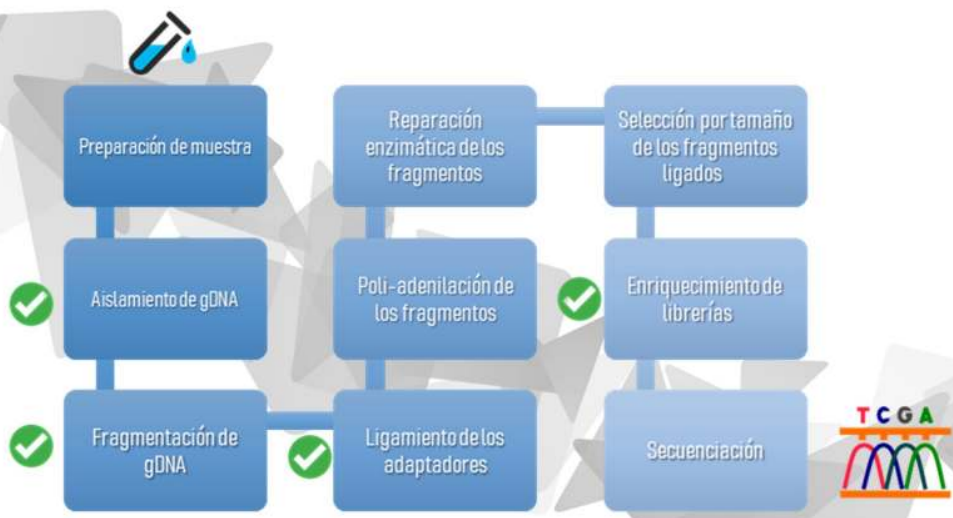 Preparación de muestra
Aislamiento de gDNA
Fragmentación de
gDNA
Ligamiento de los
adaptadores
Poli-adenilación de
los fragmentos
Reparación
enzimática de los
fragmentos
Selección por tamaño
de los fragmentos
ligados
Enriquecimiento de
librerías
Secuenciación
T C G A